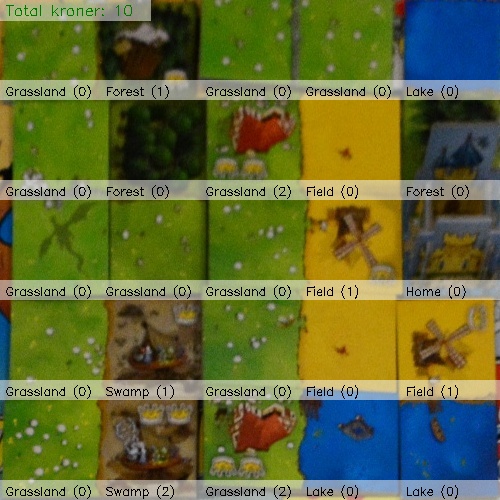 Total kroner: 10
Grassland (0) Forest (1) Grassland (0) Grassland (0) Lake (0)
Grassland (0) Forest (0) Grassland (2) Field (0) Forest (0)
Grassland (0) Grassland (0) Grassland (0) Field (1) Home (0)
Grassland (0) Swamp (1) Grassland (0) Field (0) Field (1)
Grassland (0) Swamp (2) Grassland (2) Lake (0) Lake (0)